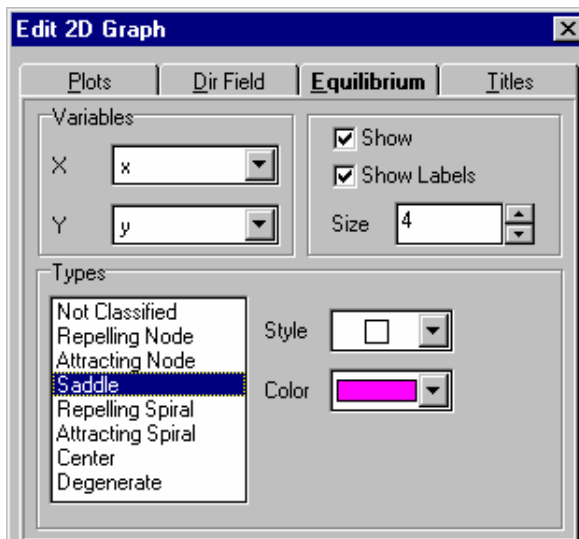 Edit 2D Graph
Plots
Dir Field
Equilibrium
Titles
Variables
X
x
Y
y
Show
Show Labels
Size
4
Types
Not Classified
Repelling Node
Attracting Node
Saddle
Repelling Spiral
Attracting Spiral
Center
Degenerate
Style
Color